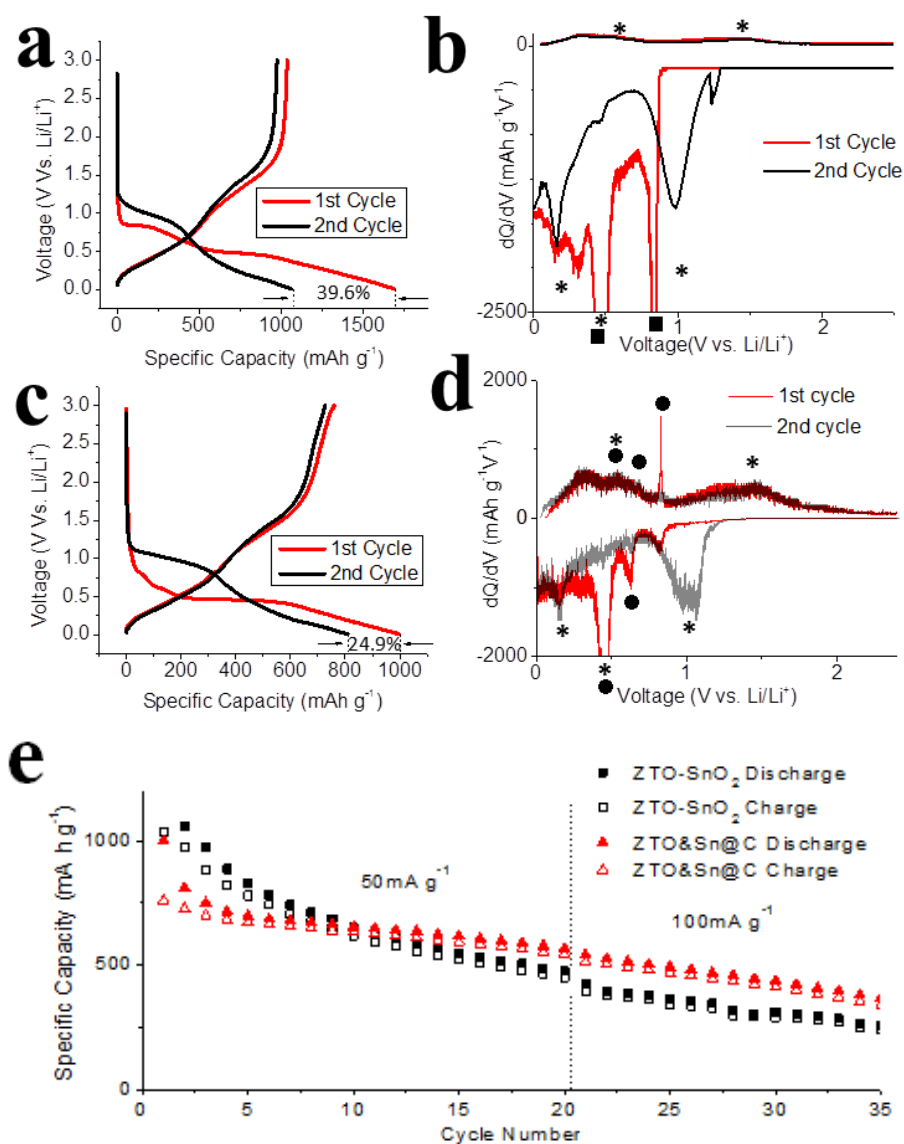 a
3.0
2.5
2.0
1.5
1.0
0.5
0.0
Voltage (V Vs. Li/Li⁺)
1st Cycle
2nd Cycle
39.6%
0 500 1000 1500
Specific Capacity (mAh g⁻¹)
b
0
-2500
dQ/dV (mAh g⁻¹V⁻¹)
* *
1st Cycle
2nd Cycle
* *
*
■ ■
0 1 2
Voltage(V vs. Li/Li⁺)
c
3.0
2.5
2.0
1.5
1.0
0.5
0.0
Voltage (V Vs. Li/Li⁺)
1st Cycle
2nd Cycle
24.9%
0 200 400 600 800 1000
Specific Capacity (mAh g⁻¹)
d
2000
0
-2000
dQ/dV (mAh g⁻¹V⁻¹)
1st cycle
2nd cycle
●
* *
● ●
●
* *
*
●
0 1 2
Voltage (V vs. Li/Li⁺)
e
1000
500
0
Specific Capacity (mA h g⁻¹)
■ ZTO-SnO₂ Discharge
□ ZTO-SnO₂ Charge
▲ ZTO&Sn@C Discharge
△ ZTO&Sn@C Charge
50mA g⁻¹
100mA g⁻¹
0 5 10 15 20 25 30 35
Cycle Number